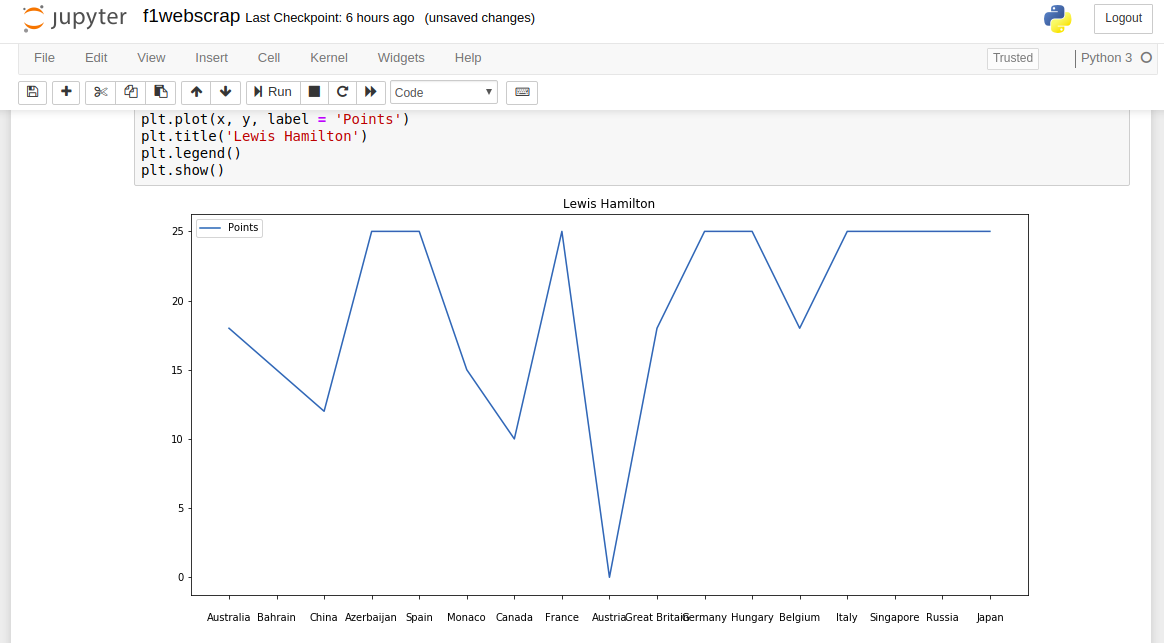 jupyter f1webscrap Last Checkpoint: 6 hours ago (unsaved changes) Logout
File Edit View Insert Cell Kernel Widgets Help Trusted Python 3
Run Code
plt.plot(x, y, label = 'Points')
plt.title('Lewis Hamilton')
plt.legend()
plt.show()
Lewis Hamilton
Points
25
20
15
10
5
0
Australia Bahrain China Azerbaijan Spain Monaco Canada France Austria Great Britain Germany Hungary Belgium Italy Singapore Russia Japan